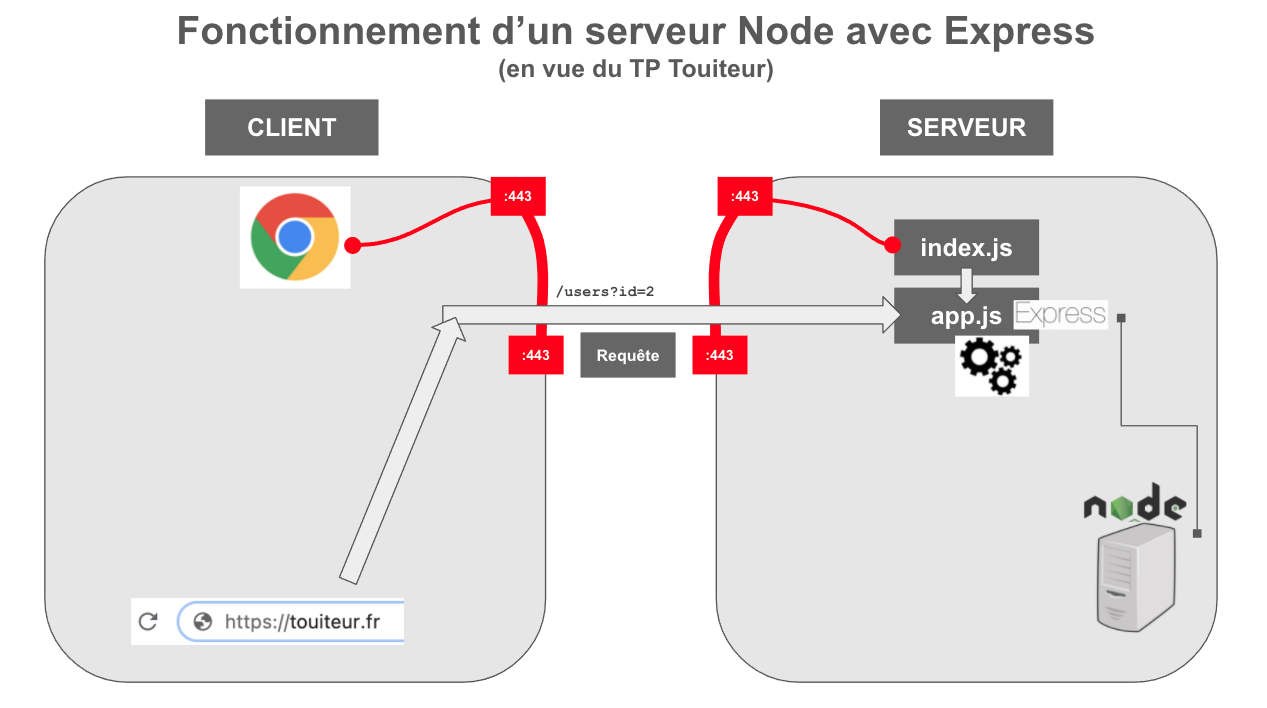 Fonctionnement d’un serveur Node avec Express
(en vue du TP Touiteur)
CLIENT
SERVEUR
:443
:443
index.js
/users?id=2
app.js
Express
:443
Requête
:443
node
https://touiteur.fr